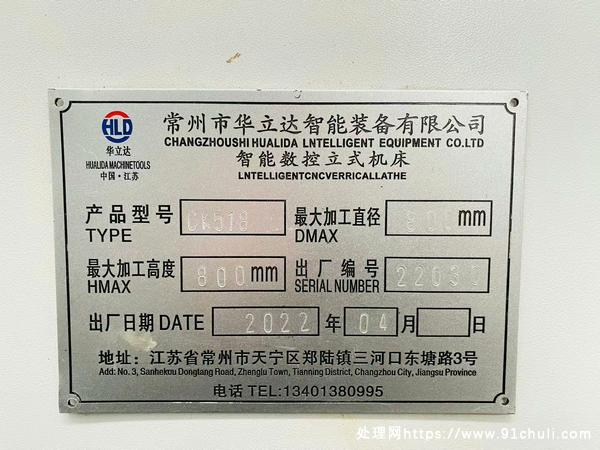 HLD
华立达
HUALIDA MACHINETOOLS
中国·江苏
常州市华立达智能装备有限公司
CHANGZHOUSHI HUALIDA LNTELLIGENT EQUIPMENT CO.LTD
智能数控立式机床
LNTELLIGENTCNCVERRICALLATHE
产品型号 CK518 最大加工直径 800mm
TYPE DMAX
最大加工高度 800mm 出厂编号
HMAX SERIAL NUMBER
出厂日期 DATE 2022 年 04 月 日
地址: 江苏省常州市天宁区郑陆镇三河口东塘路3号
Add: No. 3, Sanhekou Dongtang Road, Zhenglu Town, Tianning District, Changzhou City, Jiangsu Province
电话 TEL:13401380995
处理网https://www.91chuli.com/